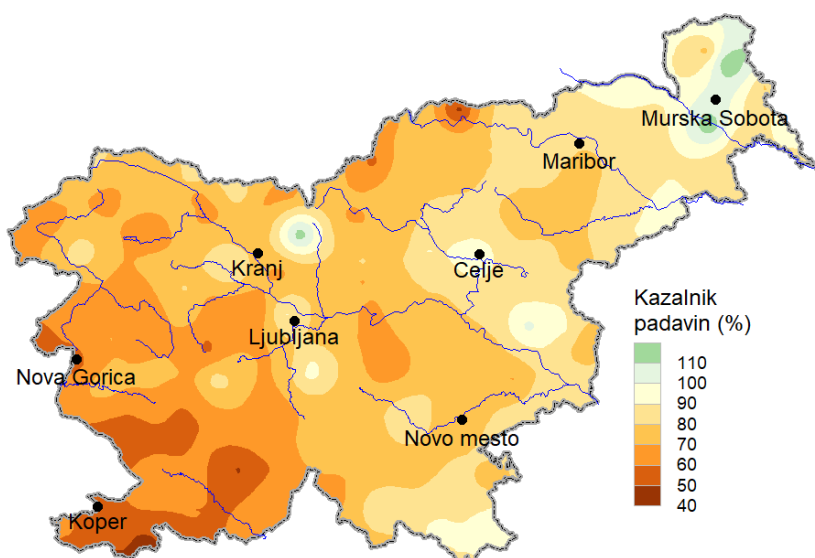 Murska Sobota
Maribor
Kranj
Celje
Ljubljana
Nova Gorica
Novo mesto
Koper
Kazalnik
padavin (%)
110
100
90
80
70
60
50
40